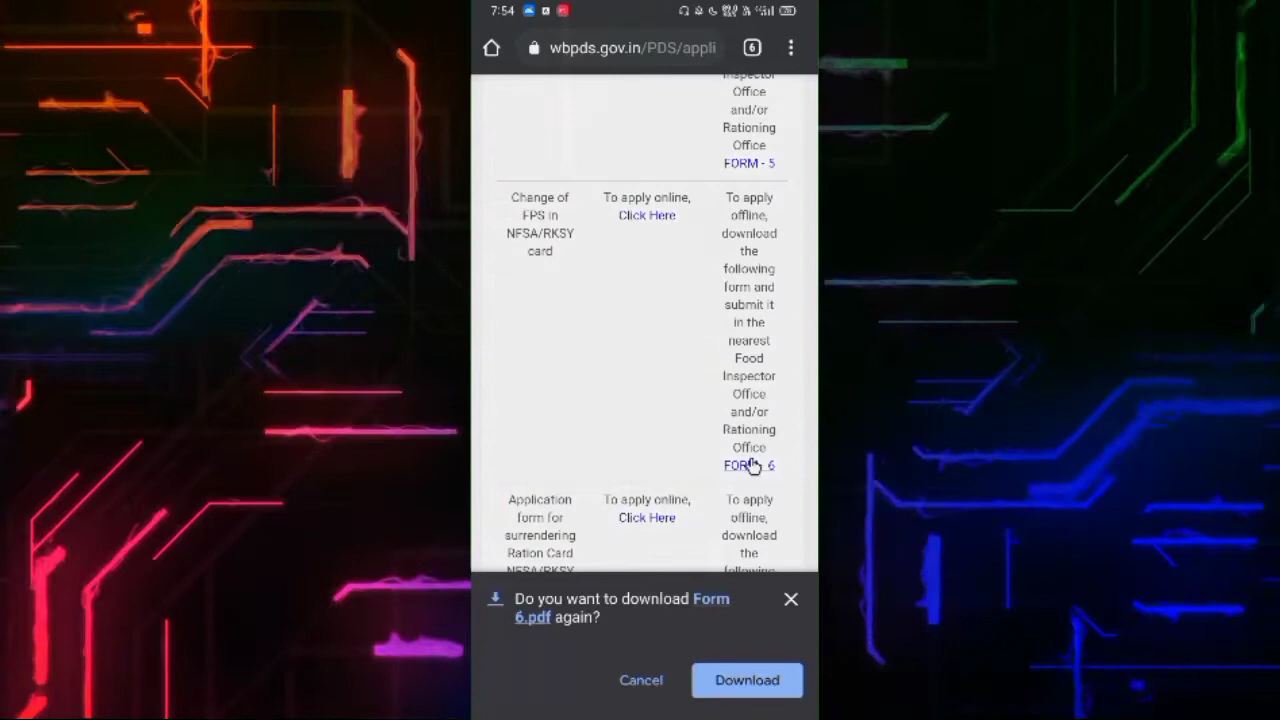 7:54
wbpds.gov.in/PDS/appli
6
Inspector
Office
and/or
Rationing
Office
FORM - 5
Change of
FPS in
NFSA/RKSY
card
To apply online,
Click Here
To apply
offline,
download
the
following
form and
submit it
in the
nearest
Food
Inspector
Office
and/or
Rationing
Office
FORM - 6
Application
form for
surrendering
Ration Card
NFSA/RKSY
To apply online,
Click Here
To apply
offline,
download
the
following
Do you want to download Form
6.pdf again?
Cancel
Download